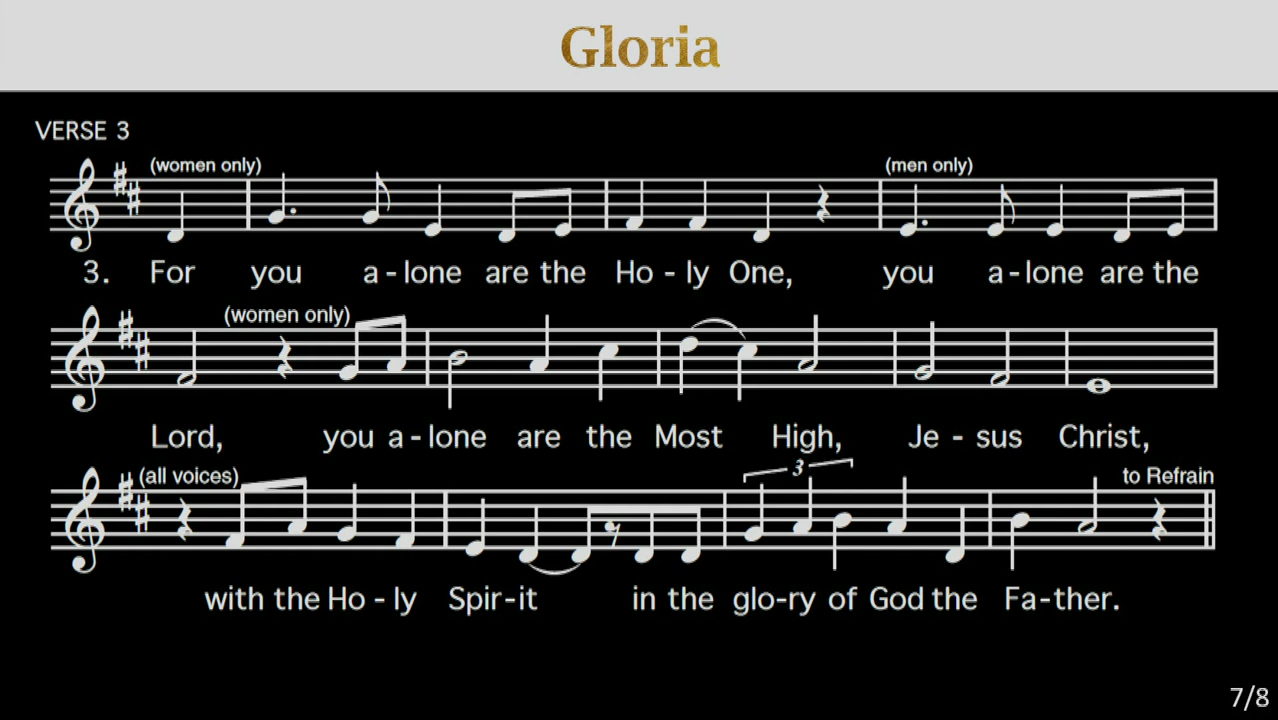 Gloria
VERSE 3
(women only) (men only)
3. For you a - lone are the Ho - ly One, you a - lone are the
(women only)
Lord, you a - lone are the Most High, Je - sus Christ,
(all voices) 3 to Refrain
with the Ho - ly Spir - it in the glo - ry of God the Fa - ther.
7/8